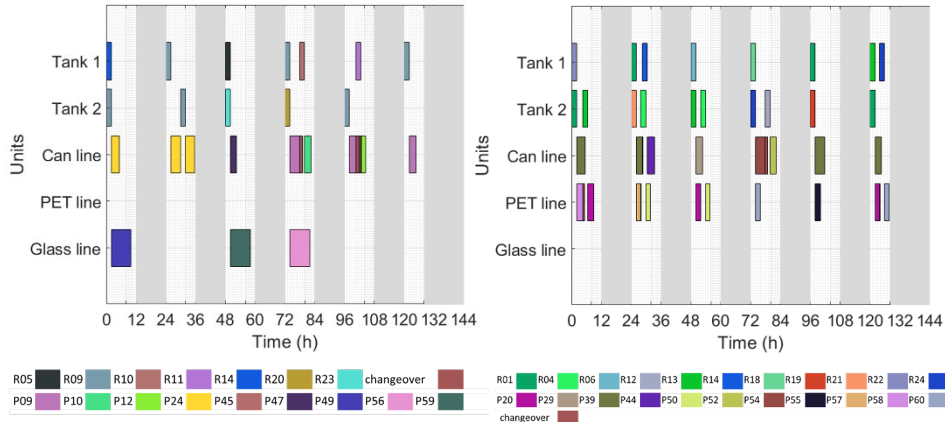 Tank 1
Tank 2
Can line
PET line
Glass line
Units
0 12 24 36 48 60 72 84 96 108 120 132 144
Time (h)
R05 R09 R10 R11 R14 R20 R23 changeover
P09 P10 P12 P24 P45 P47 P49 P56 P59
Tank 1
Tank 2
Can line
PET line
Glass line
Units
0 12 24 36 48 60 72 84 96 108 120 132 144
Time (h)
R01 R04 R06 R12 R13 R14 R18 R19 R21 R22 R24
P20 P29 P39 P44 P50 P52 P54 P55 P57 P58 P60
changeover